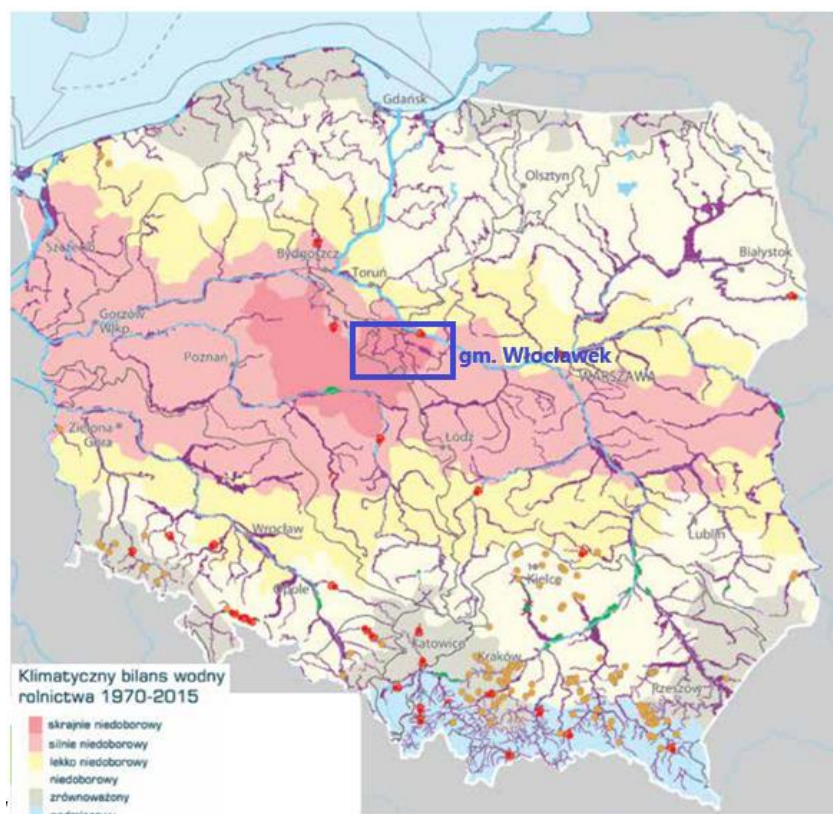 Gdańsk
Olsztyn
Szczecin
Bydgoszcz
Białystok
Toruń
Gorzów
Wlkp.
gm. Włocławek
Poznań
WARSZAWA
Zielona
Góra
Łódź
Wrocław
Lublin
Kielce
Opole
Katowice
Kraków
Rzeszów
Klimatyczny bilans wodny
rolnictwa 1970-2015
skrajnie niedoborowy
silnie niedoborowy
lekko niedoborowy
niedoborowy
zrównoważony